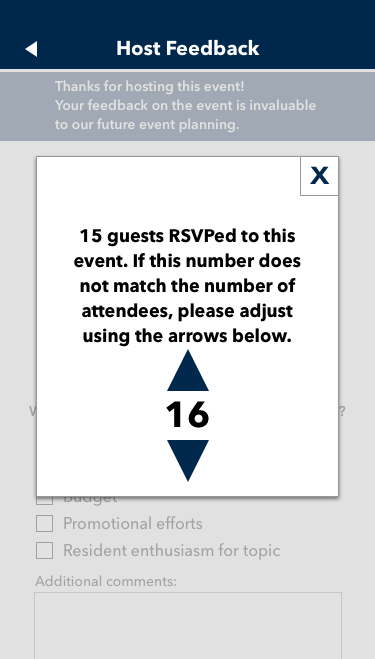 Host Feedback
Thanks for hosting this event!
Your feedback on the event is invaluable
to our future event planning.
X
15 guests RSVPed to this
event. If this number does
not match the number of
attendees, please adjust
using the arrows below.
16
?
Budget
Promotional efforts
Resident enthusiasm for topic
Additional comments: